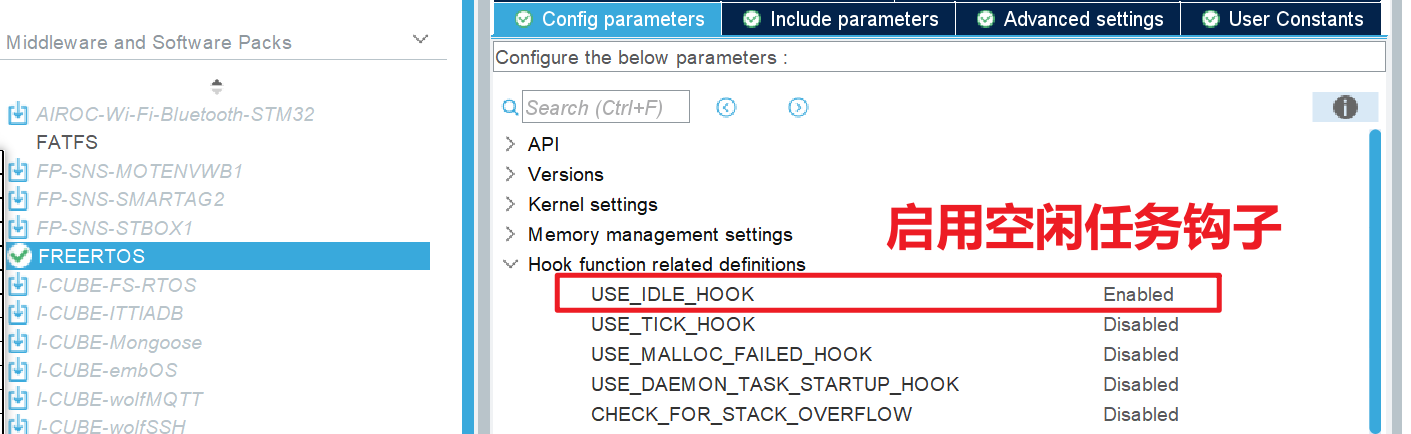 Middleware and Software Packs
AIROC-Wi-Fi-Bluetooth-STM32
FATFS
FP-SNS-MOTENVWB1
FP-SNS-SMARTAG2
FP-SNS-STBOX1
FREERTOS
I-CUBE-FS-RTOS
I-CUBE-ITTIADB
I-CUBE-Mongoose
I-CUBE-embOS
I-CUBE-wolfMQTT
I-CUBE-wolfSSH
Config parameters
Include parameters
Advanced settings
User Constants
Configure the below parameters :
Search (Ctrl+F)
API
Versions
Kernel settings
Memory management settings
启用空闲任务钩子
Hook function related definitions
USE_IDLE_HOOK Enabled
USE_TICK_HOOK Disabled
USE_MALLOC_FAILED_HOOK Disabled
USE_DAEMON_TASK_STARTUP_HOOK Disabled
CHECK_FOR_STACK_OVERFLOW Disabled